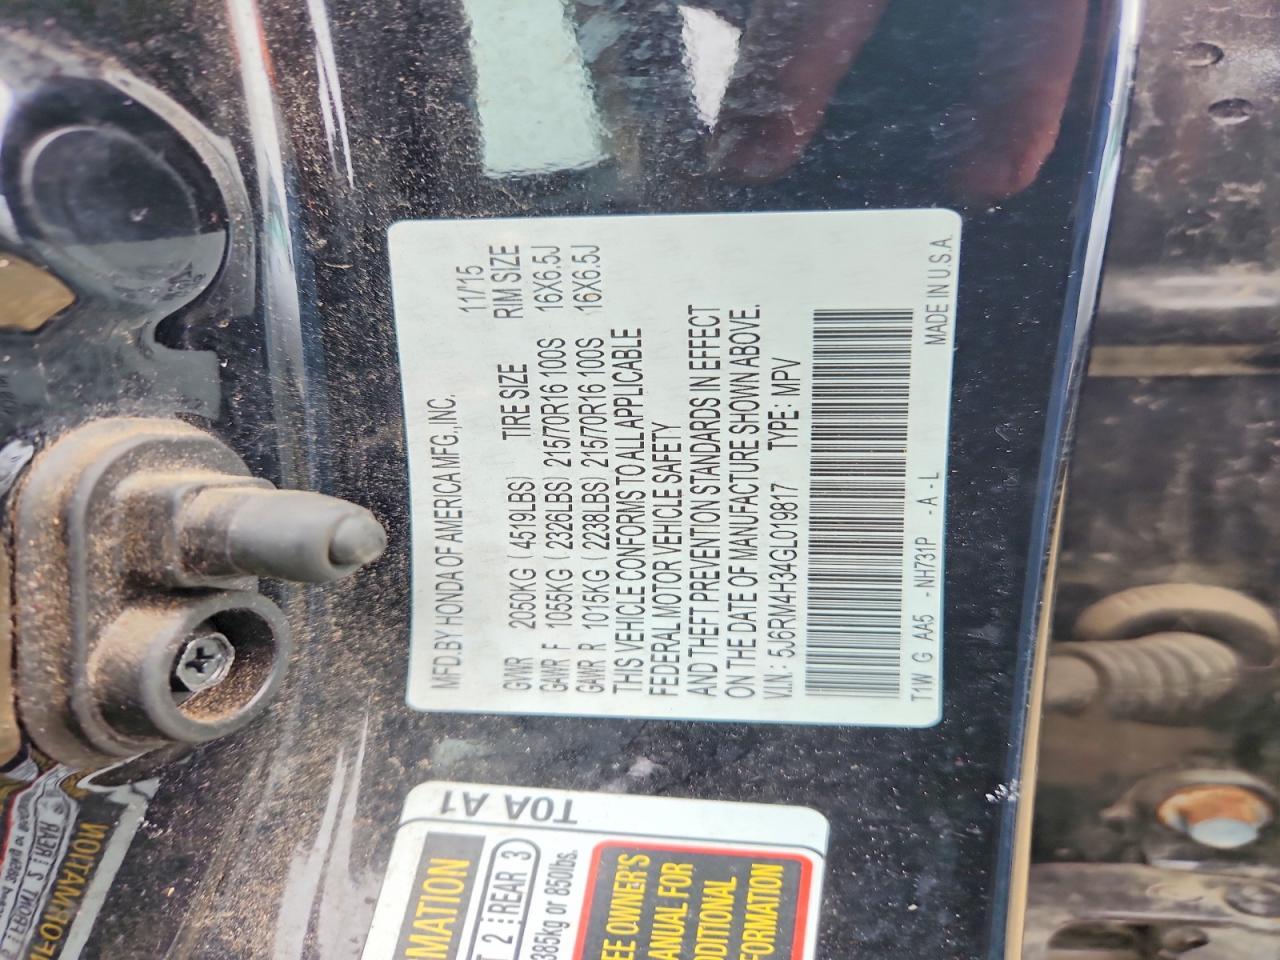 MFD.BY HONDA OF AMERICA MFG.,INC. 11/15
GVWR 2050KG ( 4519LBS) TIRE SIZE RIM SIZE
GAWR F 1055KG ( 2326LBS) 215/70R16 100S 16X6.5J
GAWR R 1015KG ( 2238LBS) 215/70R16 100S 16X6.5J
THIS VEHICLE CONFORMS TO ALL APPLICABLE
FEDERAL MOTOR VEHICLE SAFETY
AND THEFT PREVENTION STANDARDS IN EFFECT
ON THE DATE OF MANUFACTURE SHOWN ABOVE.
V.I.N : 5J6RM4H34GL019817 TYPE : MPV
T1W G AA5 - NH731P - A - L MADE IN U.S.A.
T0A A1
MATION
T 2 REAR 3
385kg or 850lbs.
EE OWNER'S
ANUAL FOR
DDITIONAL
FORMATION